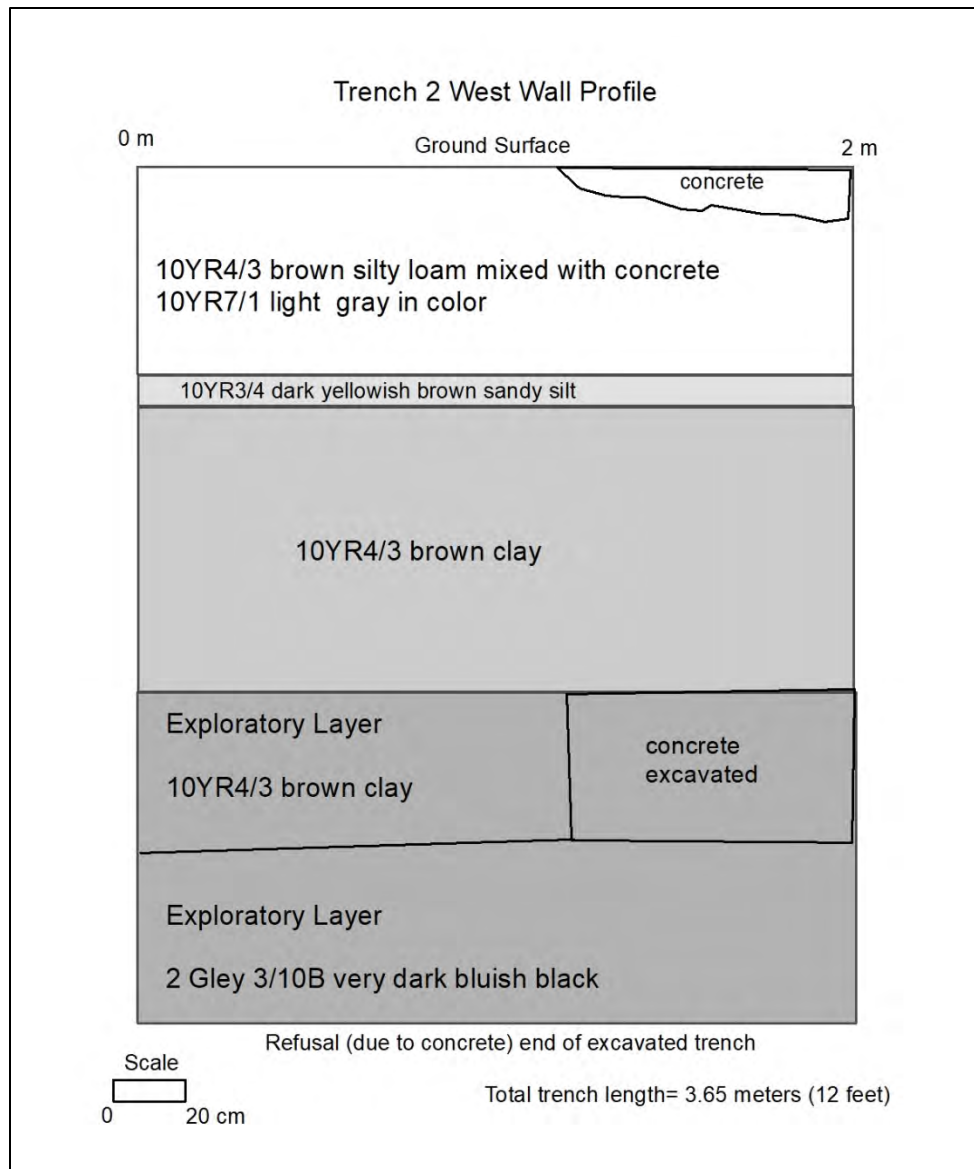 Trench 2 West Wall Profile
0 m
Ground Surface
2 m
concrete
10YR4/3 brown silty loam mixed with concrete
10YR7/1 light gray in color
10YR3/4 dark yellowish brown sandy silt
10YR4/3 brown clay
Exploratory Layer
10YR4/3 brown clay
concrete
excavated
Exploratory Layer
2 Gley 3/10B very dark bluish black
Refusal (due to concrete) end of excavated trench
Scale
0 20 cm
Total trench length= 3.65 meters (12 feet)